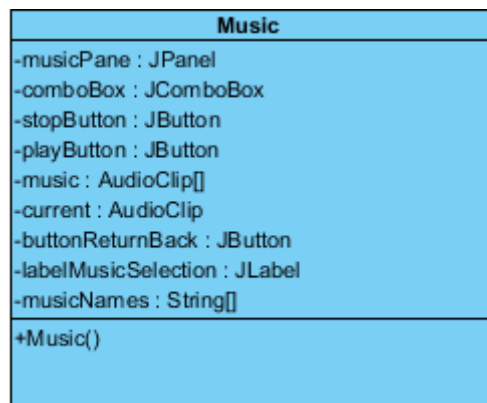 Music
-musicPane : JPanel
-comboBox : JComboBox
-stopButton : JButton
-playButton : JButton
-music : AudioClip[]
-current : AudioClip
-buttonReturnBack : JButton
-labelMusicSelection : JLabel
-musicNames : String[]
+Music()